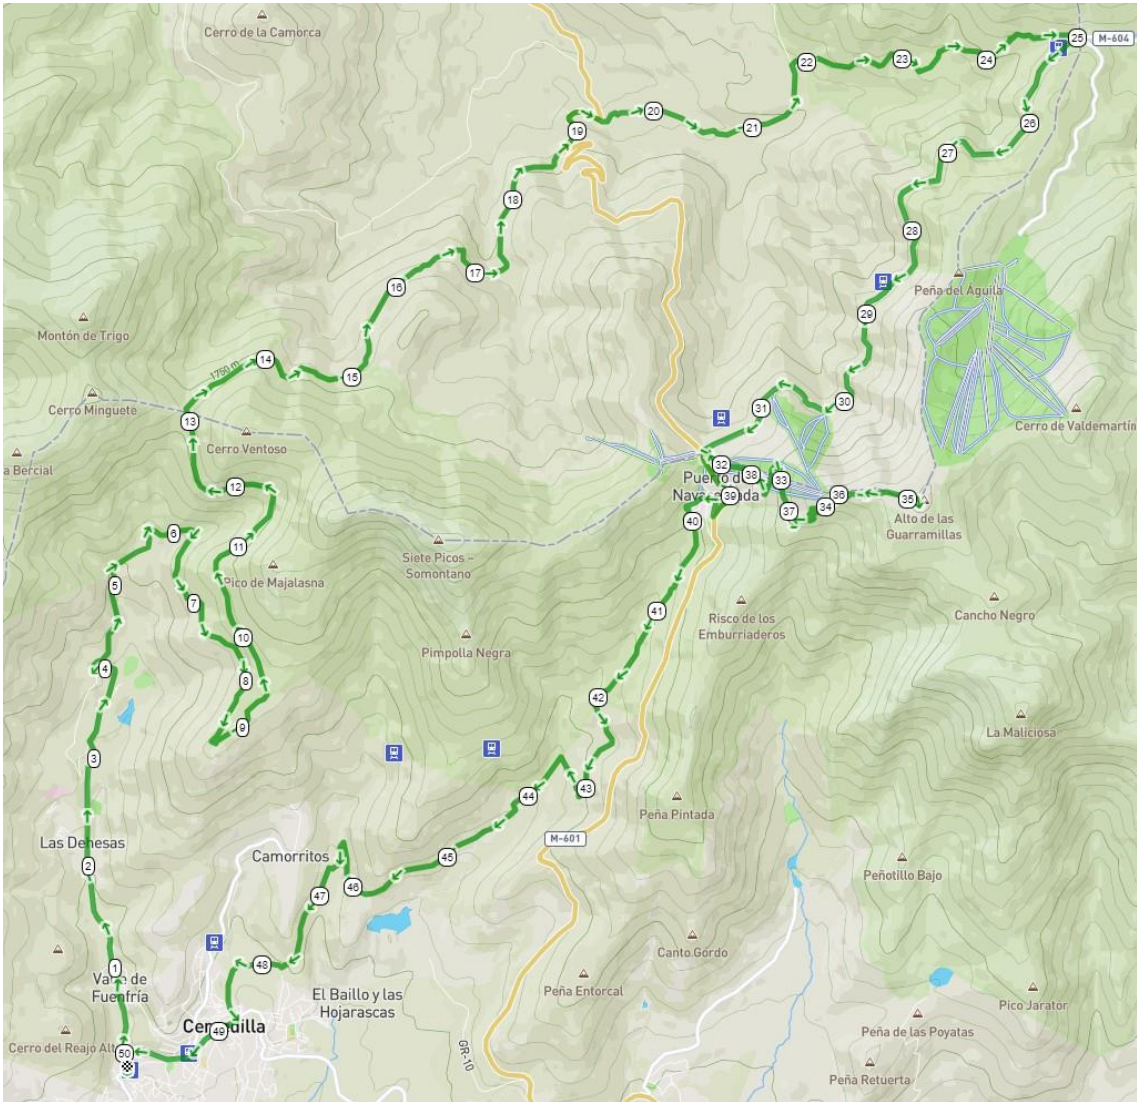 Cerro de la Camorca
M-604
25
22
23
24
20
21
19
26
27
18
28
17
16
Peña del Águila
29
Montón de Trigo
1750 m
14
15
30
31
Cerro Minguete
13
Cerro de Valdemartín
Cerro Ventoso
a Bercial
32
38
33
Puerto de
Navacerrada
12
39
36
35
34
37
40
Alto de las
Guarramillas
6
11
Siete Picos –
Somontano
5
Pico de Majalasna
7
41
Risco de los
Emburriaderos
Cancho Negro
10
Pimpolla Negra
4
8
42
9
La Maliciosa
3
43
44
Peña Pintada
M-601
Las Dehesas
2
Camorritos
45
46
47
Peñotillo Bajo
Canto Gordo
48
1
Valle de
Fuenfría
El Baillo y las
Hojarascas
Peña Entorcal
Pico Jarator
Cercedilla
49
Peña de las Poyatas
Cerro del Reajo Alt
50
GR-10
Peña Retuerta